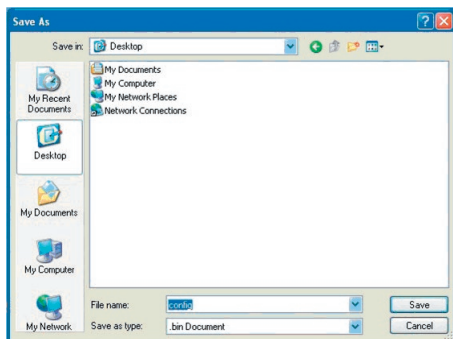 Save As
Save in: Desktop
My Documents
My Computer
My Network Places
Network Connections
My Recent
Documents
Desktop
My Documents
My Computer
My Network
File name: config Save
Save as type: .bin Document Cancel